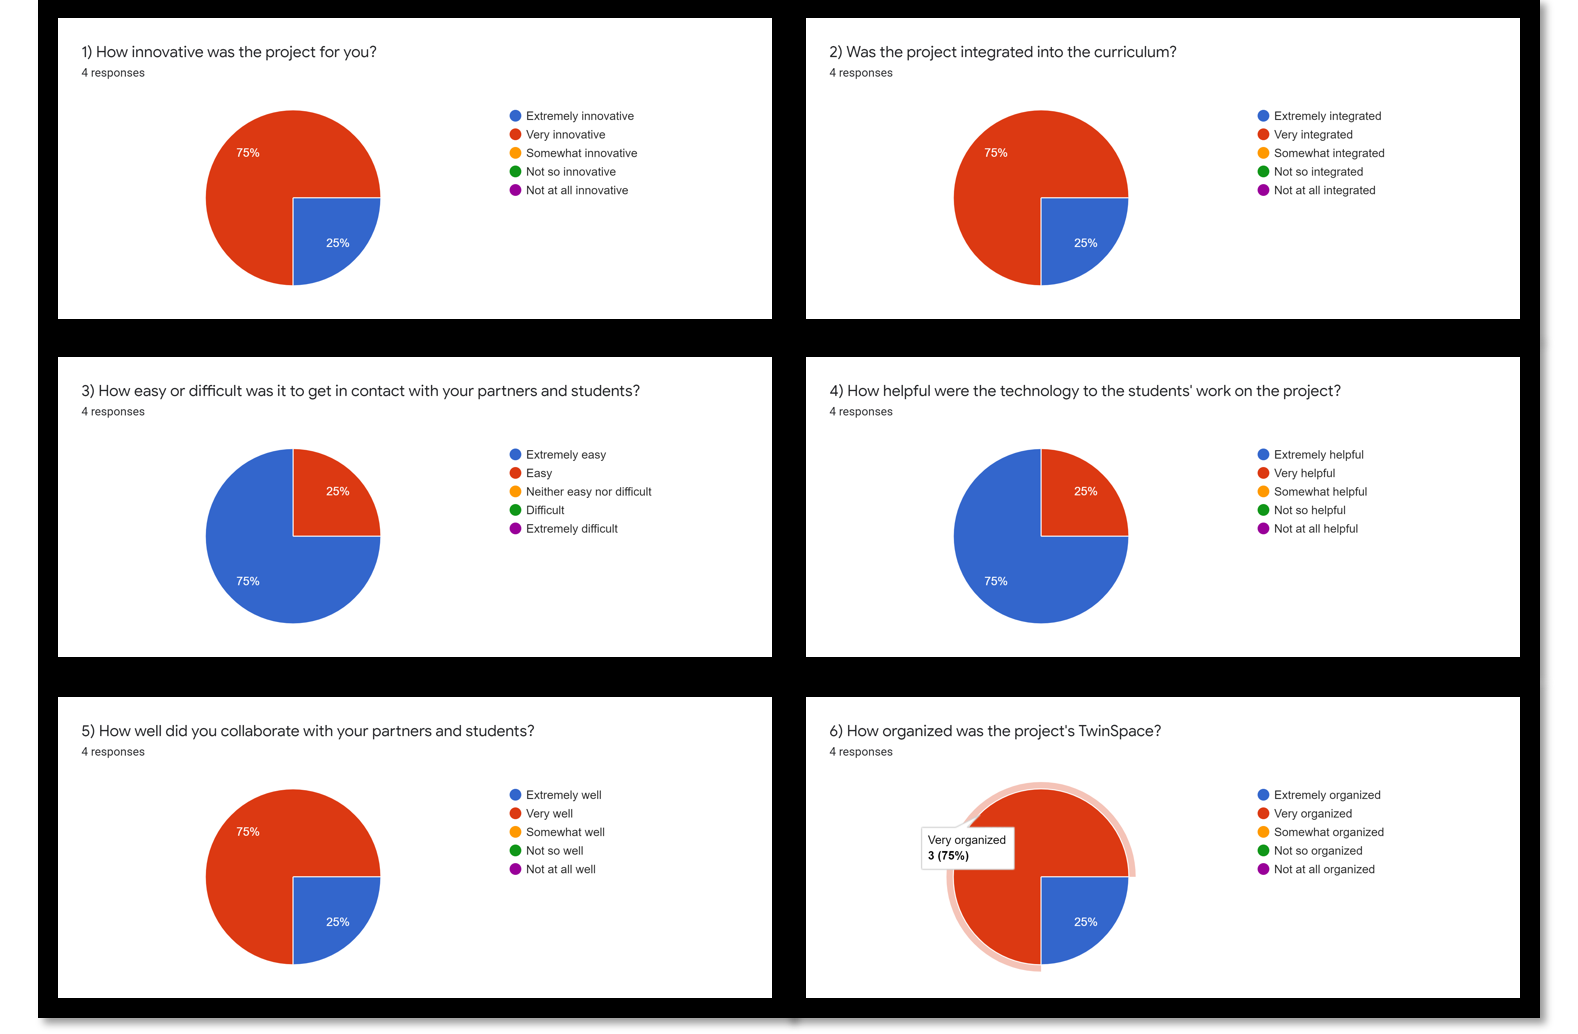 1) How innovative was the project for you?
4 responses
75%
25%
Extremely innovative
Very innovative
Somewhat innovative
Not so innovative
Not at all innovative
2) Was the project integrated into the curriculum?
4 responses
75%
25%
Extremely integrated
Very integrated
Somewhat integrated
Not so integrated
Not at all integrated
3) How easy or difficult was it to get in contact with your partners and students?
4 responses
25%
75%
Extremely easy
Easy
Neither easy nor difficult
Difficult
Extremely difficult
4) How helpful were the technology to the students' work on the project?
4 responses
25%
75%
Extremely helpful
Very helpful
Somewhat helpful
Not so helpful
Not at all helpful
5) How well did you collaborate with your partners and students?
4 responses
75%
25%
Extremely well
Very well
Somewhat well
Not so well
Not at all well
6) How organized was the project's TwinSpace?
4 responses
Very organized
3 (75%)
25%
Extremely organized
Very organized
Somewhat organized
Not so organized
Not at all organized